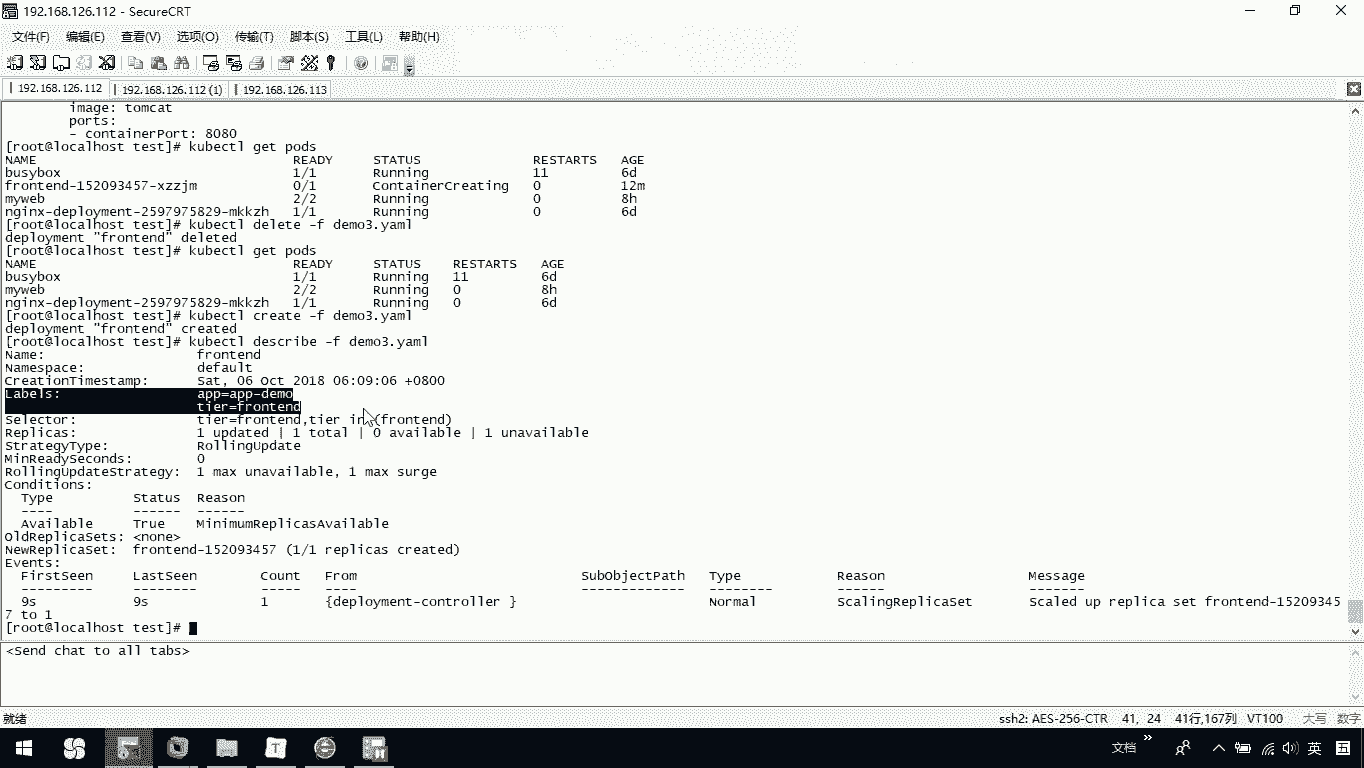 192.168.126.112 - SecureCRT
文件(F) 编辑(E) 查看(V) 选项(O) 传输(T) 脚本(S) 工具(L) 帮助(H)
192.168.126.112 192.168.126.112 (1) 192.168.126.113
image: tomcat
ports:
- containerPort: 8080
[root@localhost test]# kubectl get pods
NAME READY STATUS RESTARTS AGE
busybox 1/1 Running 11 6d
frontend-152093457-xzzjm 0/1 ContainerCreating 0 12m
myweb 2/2 Running 0 8h
nginx-deployment-2597975829-mkkzh 1/1 Running 0 6d
[root@localhost test]# kubectl delete -f demo3.yaml
deployment "frontend" deleted
[root@localhost test]# kubectl get pods
NAME READY STATUS RESTARTS AGE
busybox 1/1 Running 11 6d
myweb 2/2 Running 0 8h
nginx-deployment-2597975829-mkkzh 1/1 Running 0 6d
[root@localhost test]# kubectl create -f demo3.yaml
deployment "frontend" created
[root@localhost test]# kubectl describe -f demo3.yaml
Name: frontend
Namespace: default
CreationTimestamp: Sat, 06 Oct 2018 06:09:06 +0800
Labels: app=app-demo
tier=frontend
Selector: tier=frontend,tier in (frontend)
Replicas: 1 updated | 1 total | 0 available | 1 unavailable
StrategyType: RollingUpdate
MinReadySeconds: 0
RollingUpdateStrategy: 1 max unavailable, 1 max surge
Conditions:
Type Status Reason
---- ------ ------
Available True MinimumReplicasAvailable
OldReplicaSets: <none>
NewReplicaSet: frontend-152093457 (1/1 replicas created)
Events:
FirstSeen LastSeen Count From SubObjectPath Type Reason Message
--------- -------- ----- ---- ------------- -------- ------ -------
9s 9s 1 {deployment-controller } Normal ScalingReplicaSet Scaled up replica set frontend-15209345
7 to 1
[root@localhost test]#
<Send chat to all tabs>
就绪 ssh2: AES-256-CTR 41, 24 41行,167列 VT100 大写 数字
文档 » 英 五